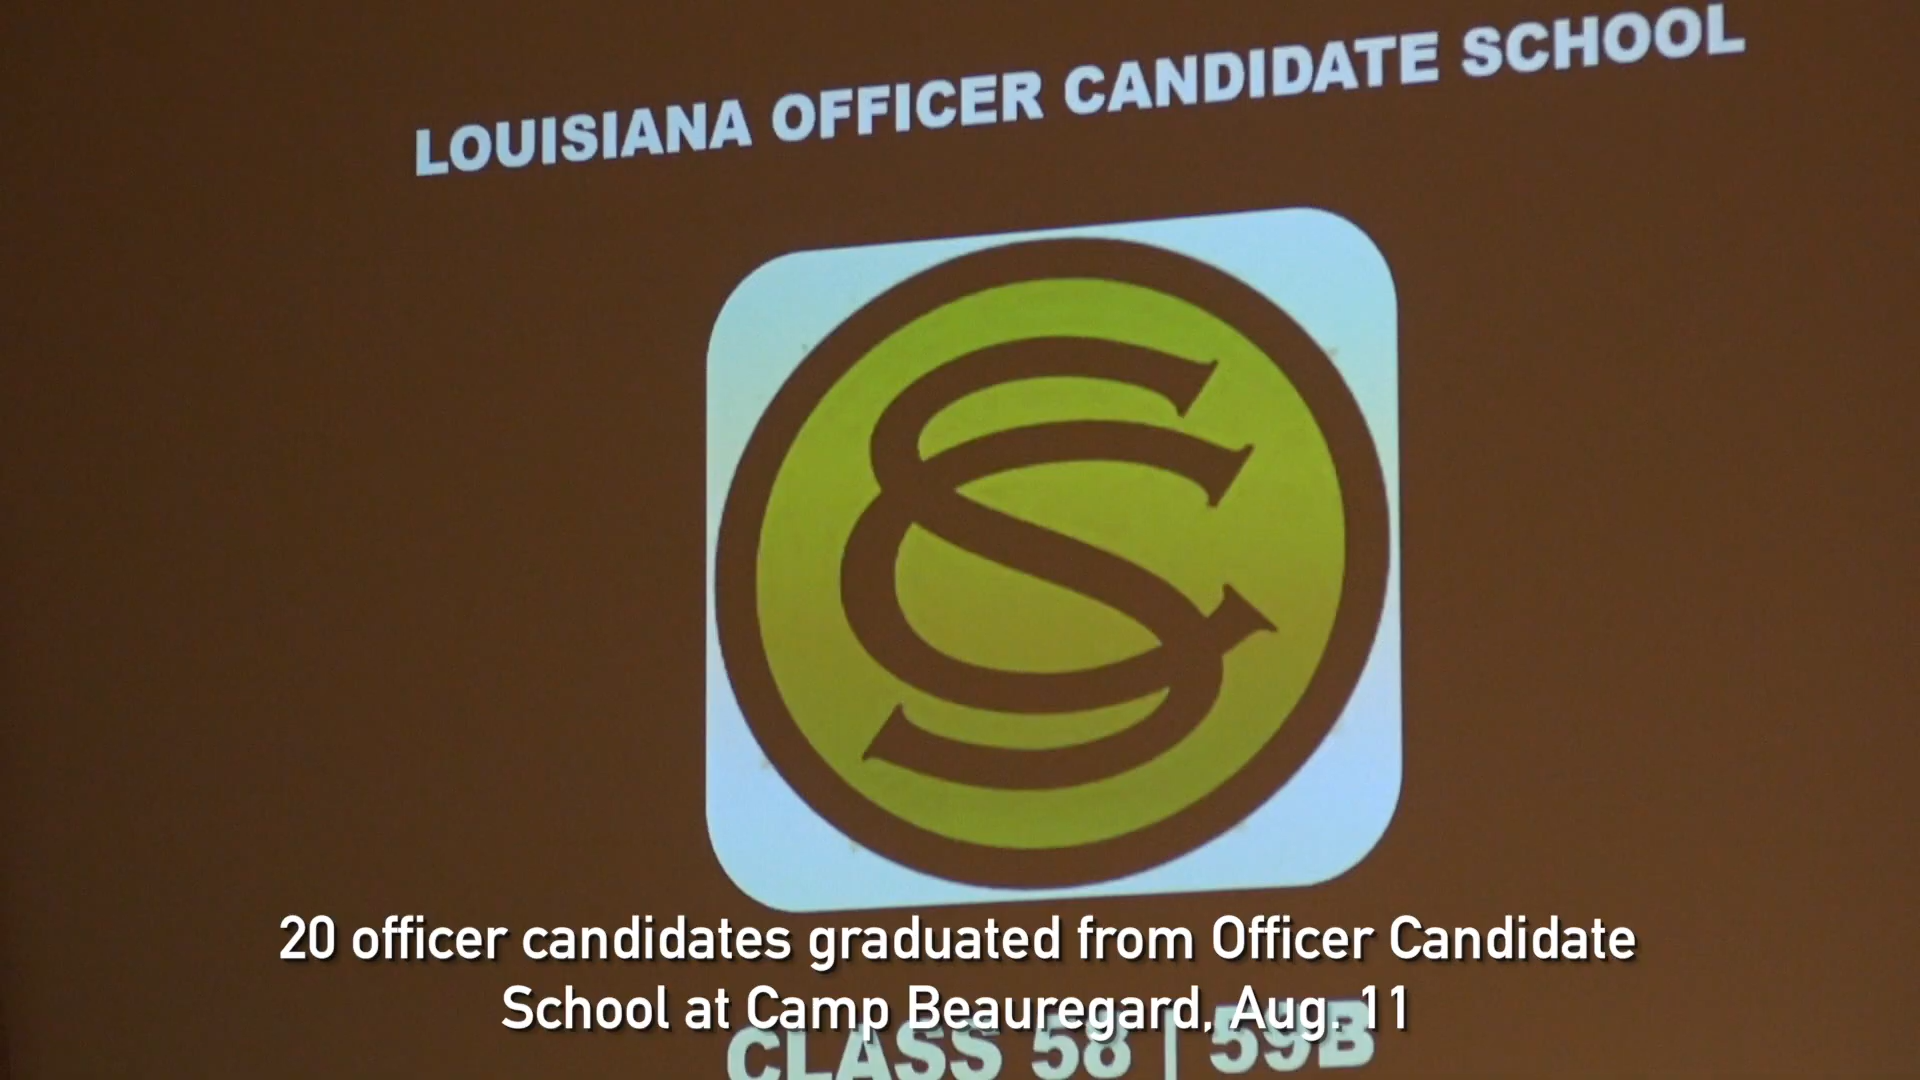 LOUISIANA OFFICER CANDIDATE SCHOOL
OCS
20 officer candidates graduated from Officer Candidate
School at Camp Beauregard, Aug. 11
CLASS 58 | 59B